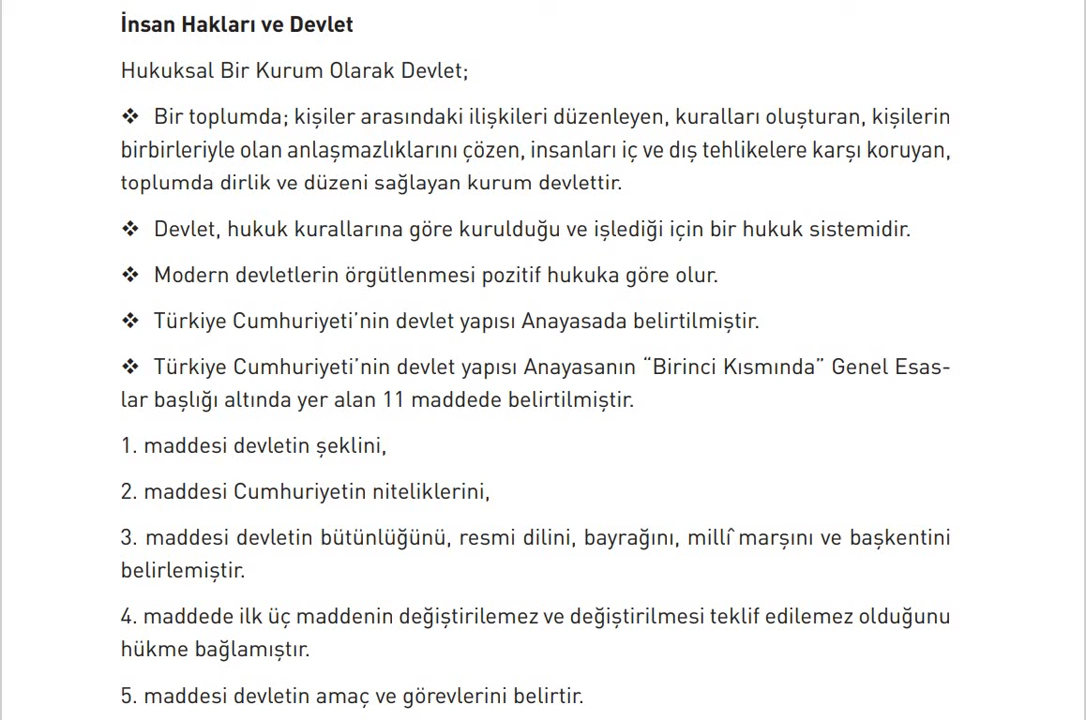 İnsan Hakları ve Devlet
Hukuksal Bir Kurum Olarak Devlet;
❖ Bir toplumda; kişiler arasındaki ilişkileri düzenleyen, kuralları oluşturan, kişilerin
birbirleriyle olan anlaşmazlıklarını çözen, insanları iç ve dış tehlikelere karşı koruyan,
toplumda dirlik ve düzeni sağlayan kurum devlettir.
❖ Devlet, hukuk kurallarına göre kurulduğu ve işlediği için bir hukuk sistemidir.
❖ Modern devletlerin örgütlenmesi pozitif hukuka göre olur.
❖ Türkiye Cumhuriyeti’nin devlet yapısı Anayasada belirtilmiştir.
❖ Türkiye Cumhuriyeti’nin devlet yapısı Anayasanın “Birinci Kısmında” Genel Esas-
lar başlığı altında yer alan 11 maddede belirtilmiştir.
1. maddesi devletin şeklini,
2. maddesi Cumhuriyetin niteliklerini,
3. maddesi devletin bütünlüğünü, resmi dilini, bayrağını, millî marşını ve başkentini
belirlemiştir.
4. maddede ilk üç maddenin değiştirilemez ve değiştirilmesi teklif edilemez olduğunu
hükme bağlamıştır.
5. maddesi devletin amaç ve görevlerini belirtir.